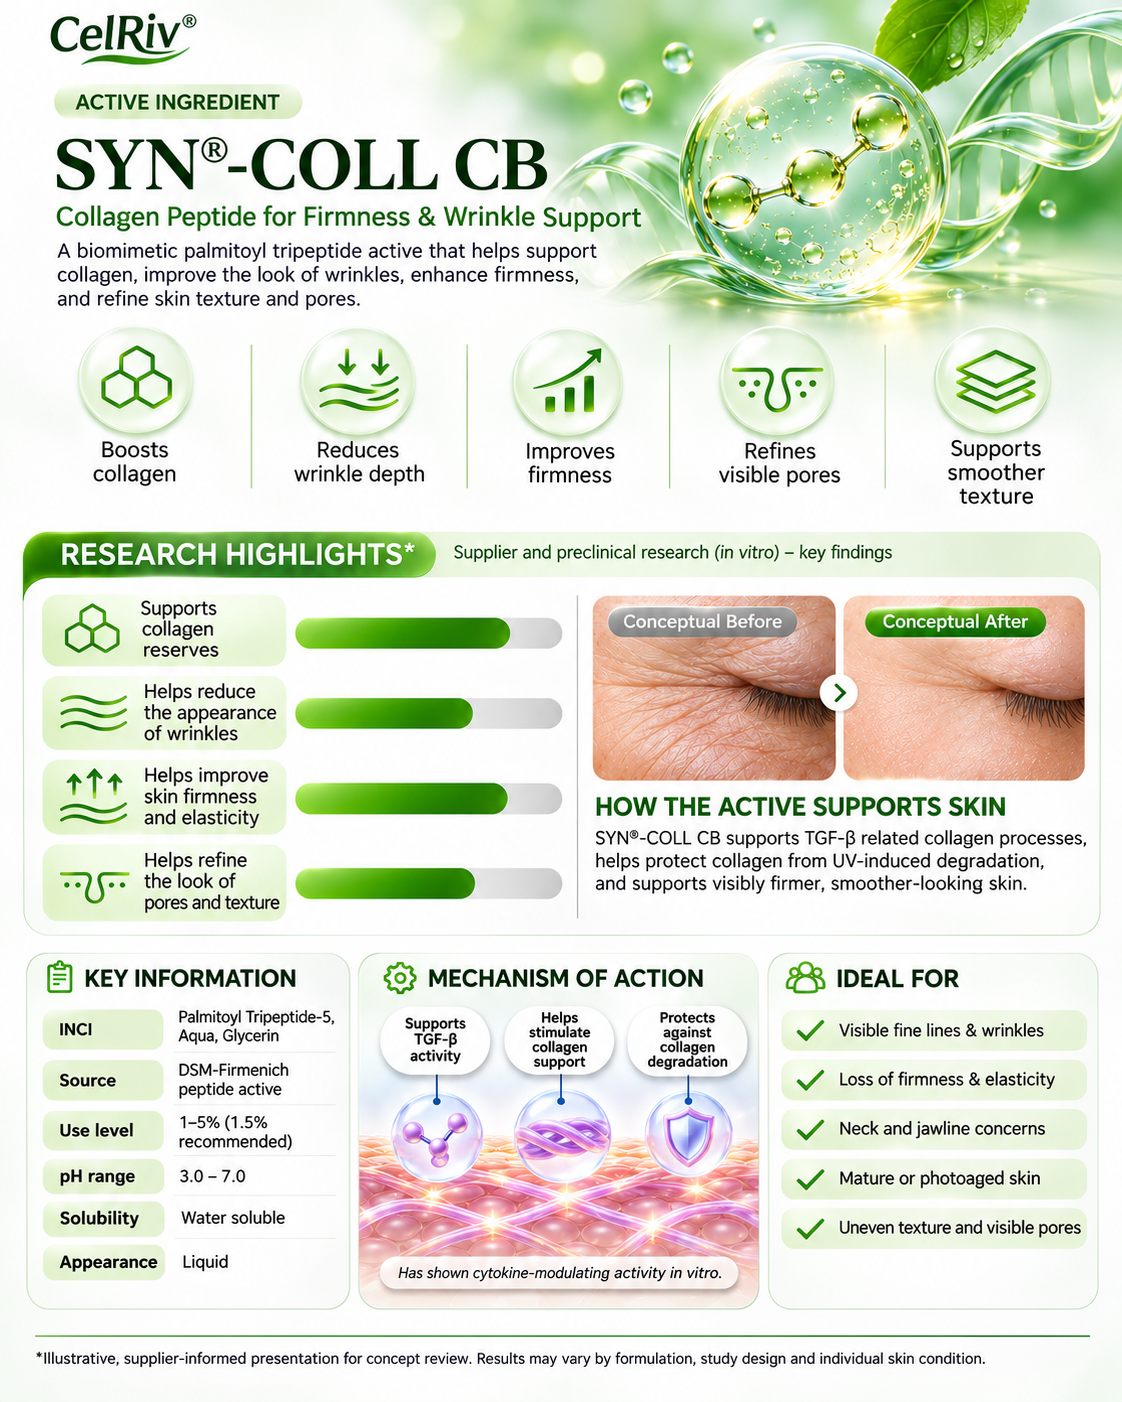 CelRiv®
ACTIVE INGREDIENT
SYN®-COLL CB
Collagen Peptide for Firmness & Wrinkle Support
A biomimetic palmitoyl tripeptide active that helps support
collagen, improve the look of wrinkles, enhance firmness,
and refine skin texture and pores.
Boosts
collagen
Reduces
wrinkle depth
Improves
firmness
Refines
visible pores
Supports
smoother
texture
RESEARCH HIGHLIGHTS*
Supplier and preclinical research (in vitro) – key findings
Supports
collagen
reserves
Helps reduce
the appearance
of wrinkles
Helps improve
skin firmness
and elasticity
Helps refine
the look of
pores and texture
Conceptual Before
Conceptual After
HOW THE ACTIVE SUPPORTS SKIN
SYN®-COLL CB supports TGF-β related collagen processes,
helps protect collagen from UV-induced degradation,
and supports visibly firmer, smoother-looking skin.
KEY INFORMATION
INCI
Palmitoyl Tripeptide-5,
Aqua, Glycerin
Source
DSM-Firmenich
peptide active
Use level
1–5% (1.5%
recommended)
pH range
3.0 – 7.0
Solubility
Water soluble
Appearance
Liquid
MECHANISM OF ACTION
Supports
TGF-β
activity
Helps
stimulate
collagen
support
Protects
against
collagen
degradation
Has shown cytokine-modulating activity in vitro.
IDEAL FOR
Visible fine lines & wrinkles
Loss of firmness & elasticity
Neck and jawline concerns
Mature or photoaged skin
Uneven texture and visible pores
*Illustrative, supplier-informed presentation for concept review. Results may vary by formulation, study design and individual skin condition.